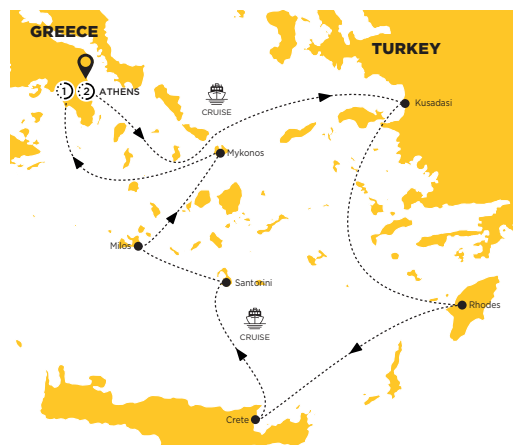 GREECE
TURKEY
1
2
ATHENS
CRUISE
Kusadasi
Mykonos
Milos
Santorini
Rhodes
CRUISE
Crete